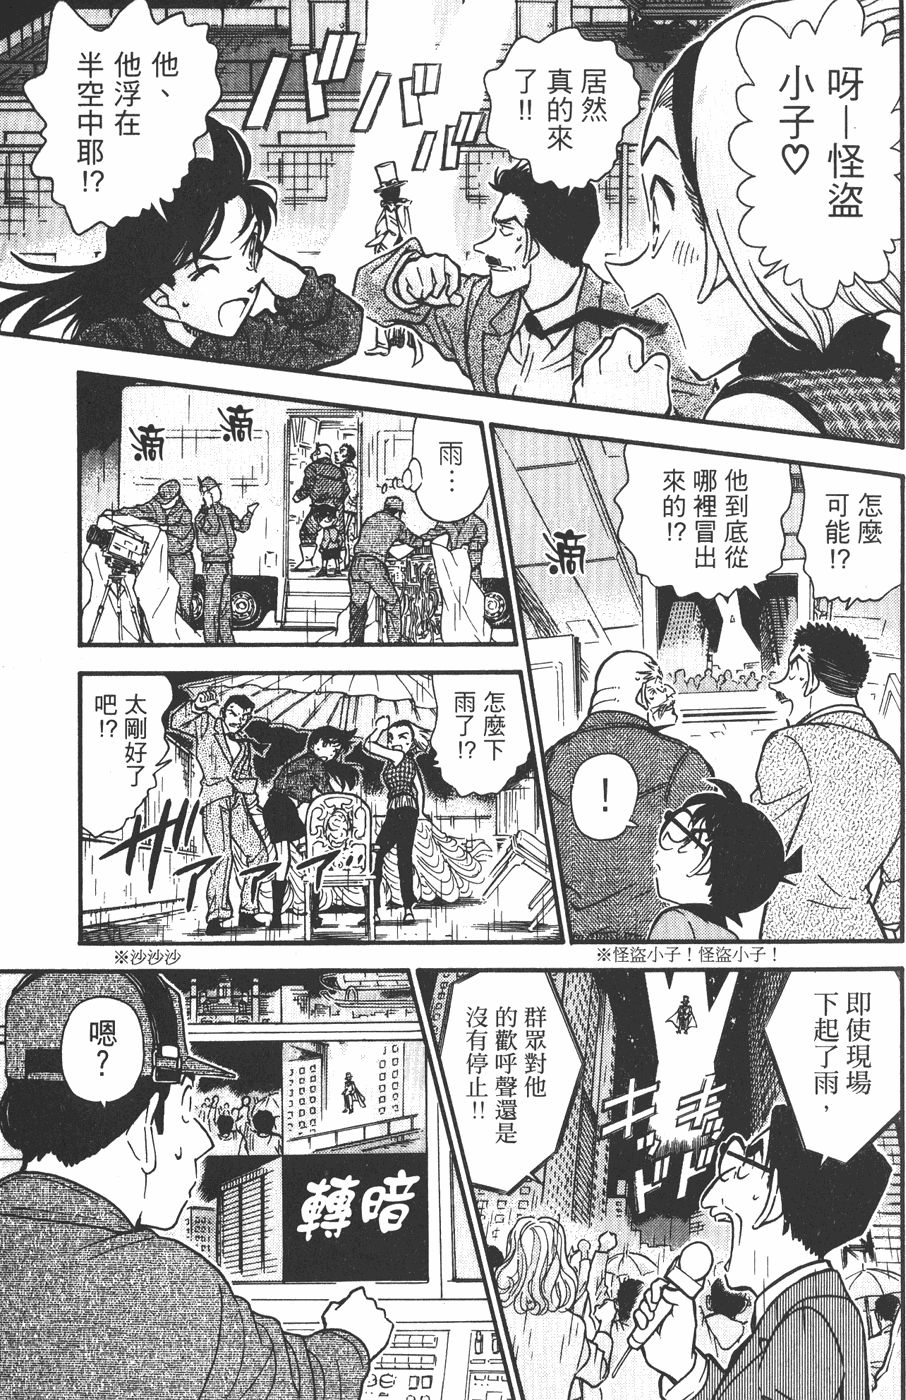 呀ー怪盜
小子♡
居然
真的來
了!!
他、
他浮在
半空中耶!?
怎麼
可能!?
他到底從
哪裡冒出
來的!?
滴
！
雨…
滴
滴
怎麼下
雨了!?
太剛好了
吧!?
※沙沙沙
※怪盜小子！怪盜小子！
即使現場
下起了雨，
群眾對他
的歡呼聲還是
沒有停止!!
嗯？
轉暗